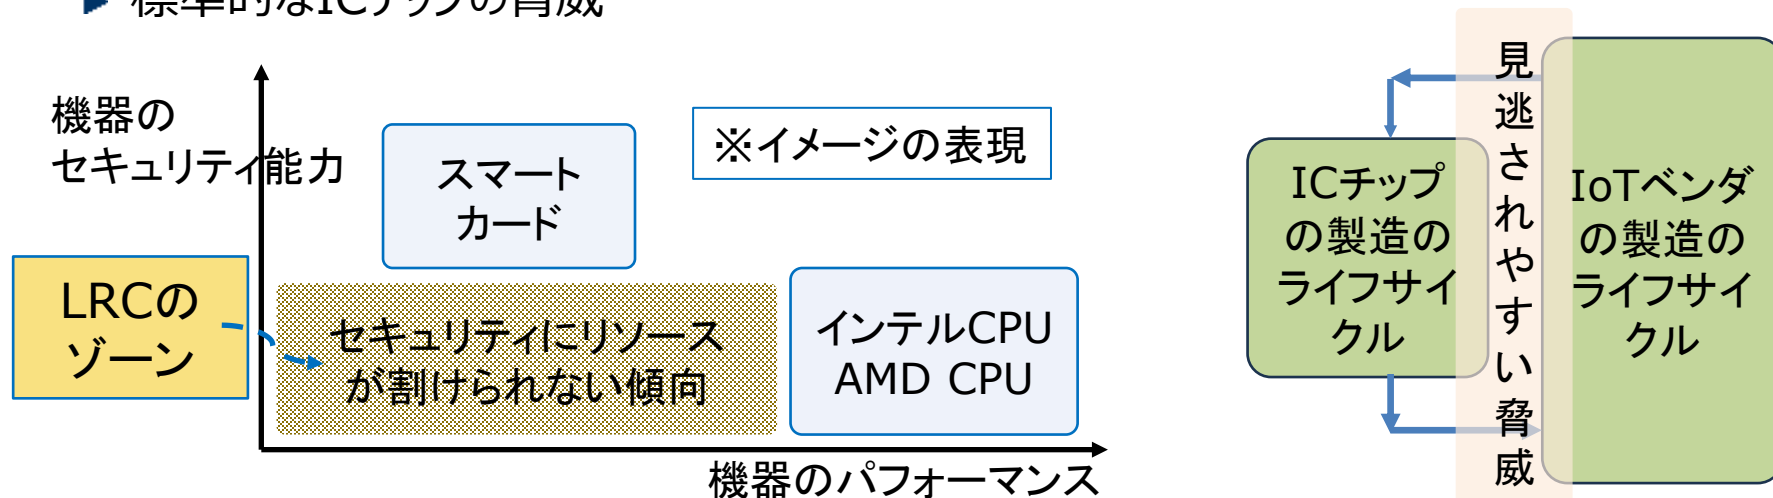 標準的なICチップの脅威
機器の
セキュリティ能力
スマート
カード
※イメージの表現
LRCの
ゾーン
セキュリティにリソース
が割けられない傾向
インテルCPU
AMD CPU
機器のパフォーマンス
ICチップ
の製造の
ライフサイ
クル
見逃されやすい脅威
IoTベンダ
の製造の
ライフサイ
クル